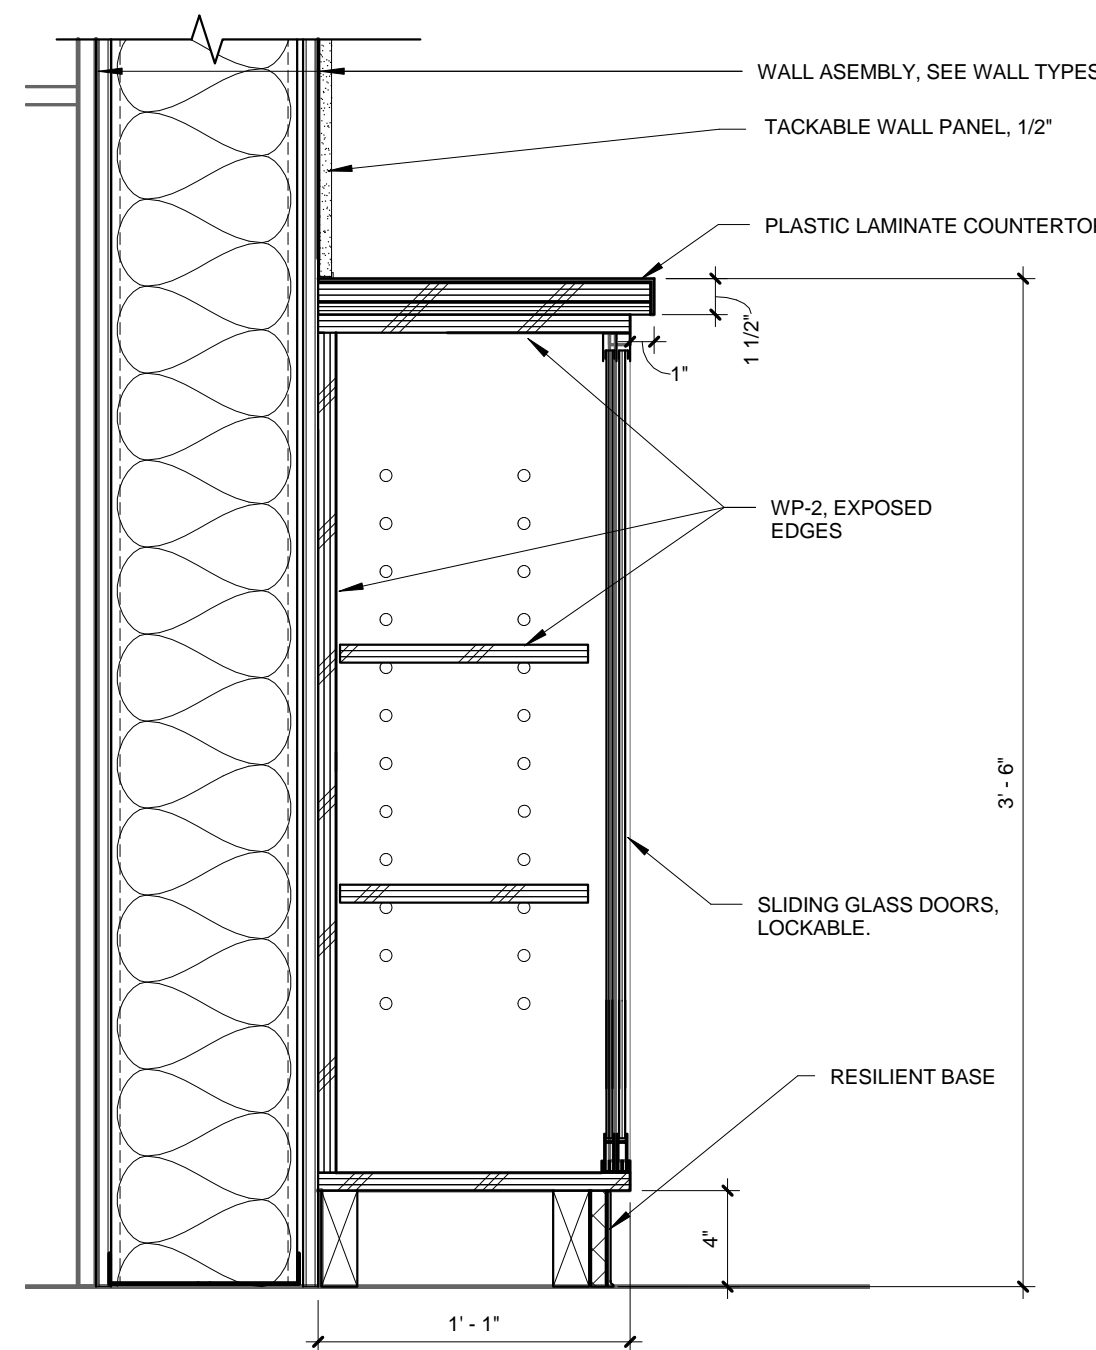 WALL ASEMBLY, SEE WALL TYPES
TACKABLE WALL PANEL, 1/2"
PLASTIC LAMINATE COUNTERTOP
1 1/2"
1"
WP-2, EXPOSED
EDGES
3' - 6"
SLIDING GLASS DOORS,
LOCKABLE.
RESILIENT BASE
4"
1' - 1"